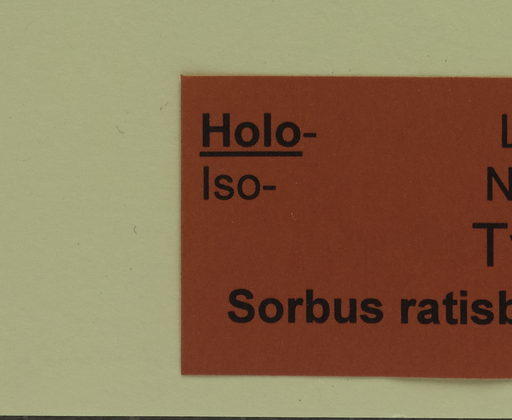 Holo- L
Iso- N
T
Sorbus ratisb